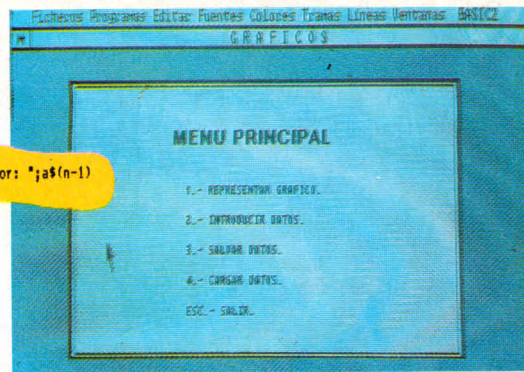 Ficheros Programas Editar Fuentes Colores Tramas Líneas Ventanas BASIC2
GRAFICOS
MENU PRINCIPAL
or: ";a$(n-1)
1.- REPRESENTAR GRAFICO.
2.- INTRODUCIR DATOS.
3.- SALVAR DATOS.
4.- CARGAR DATOS.
ESC.- SALIR.